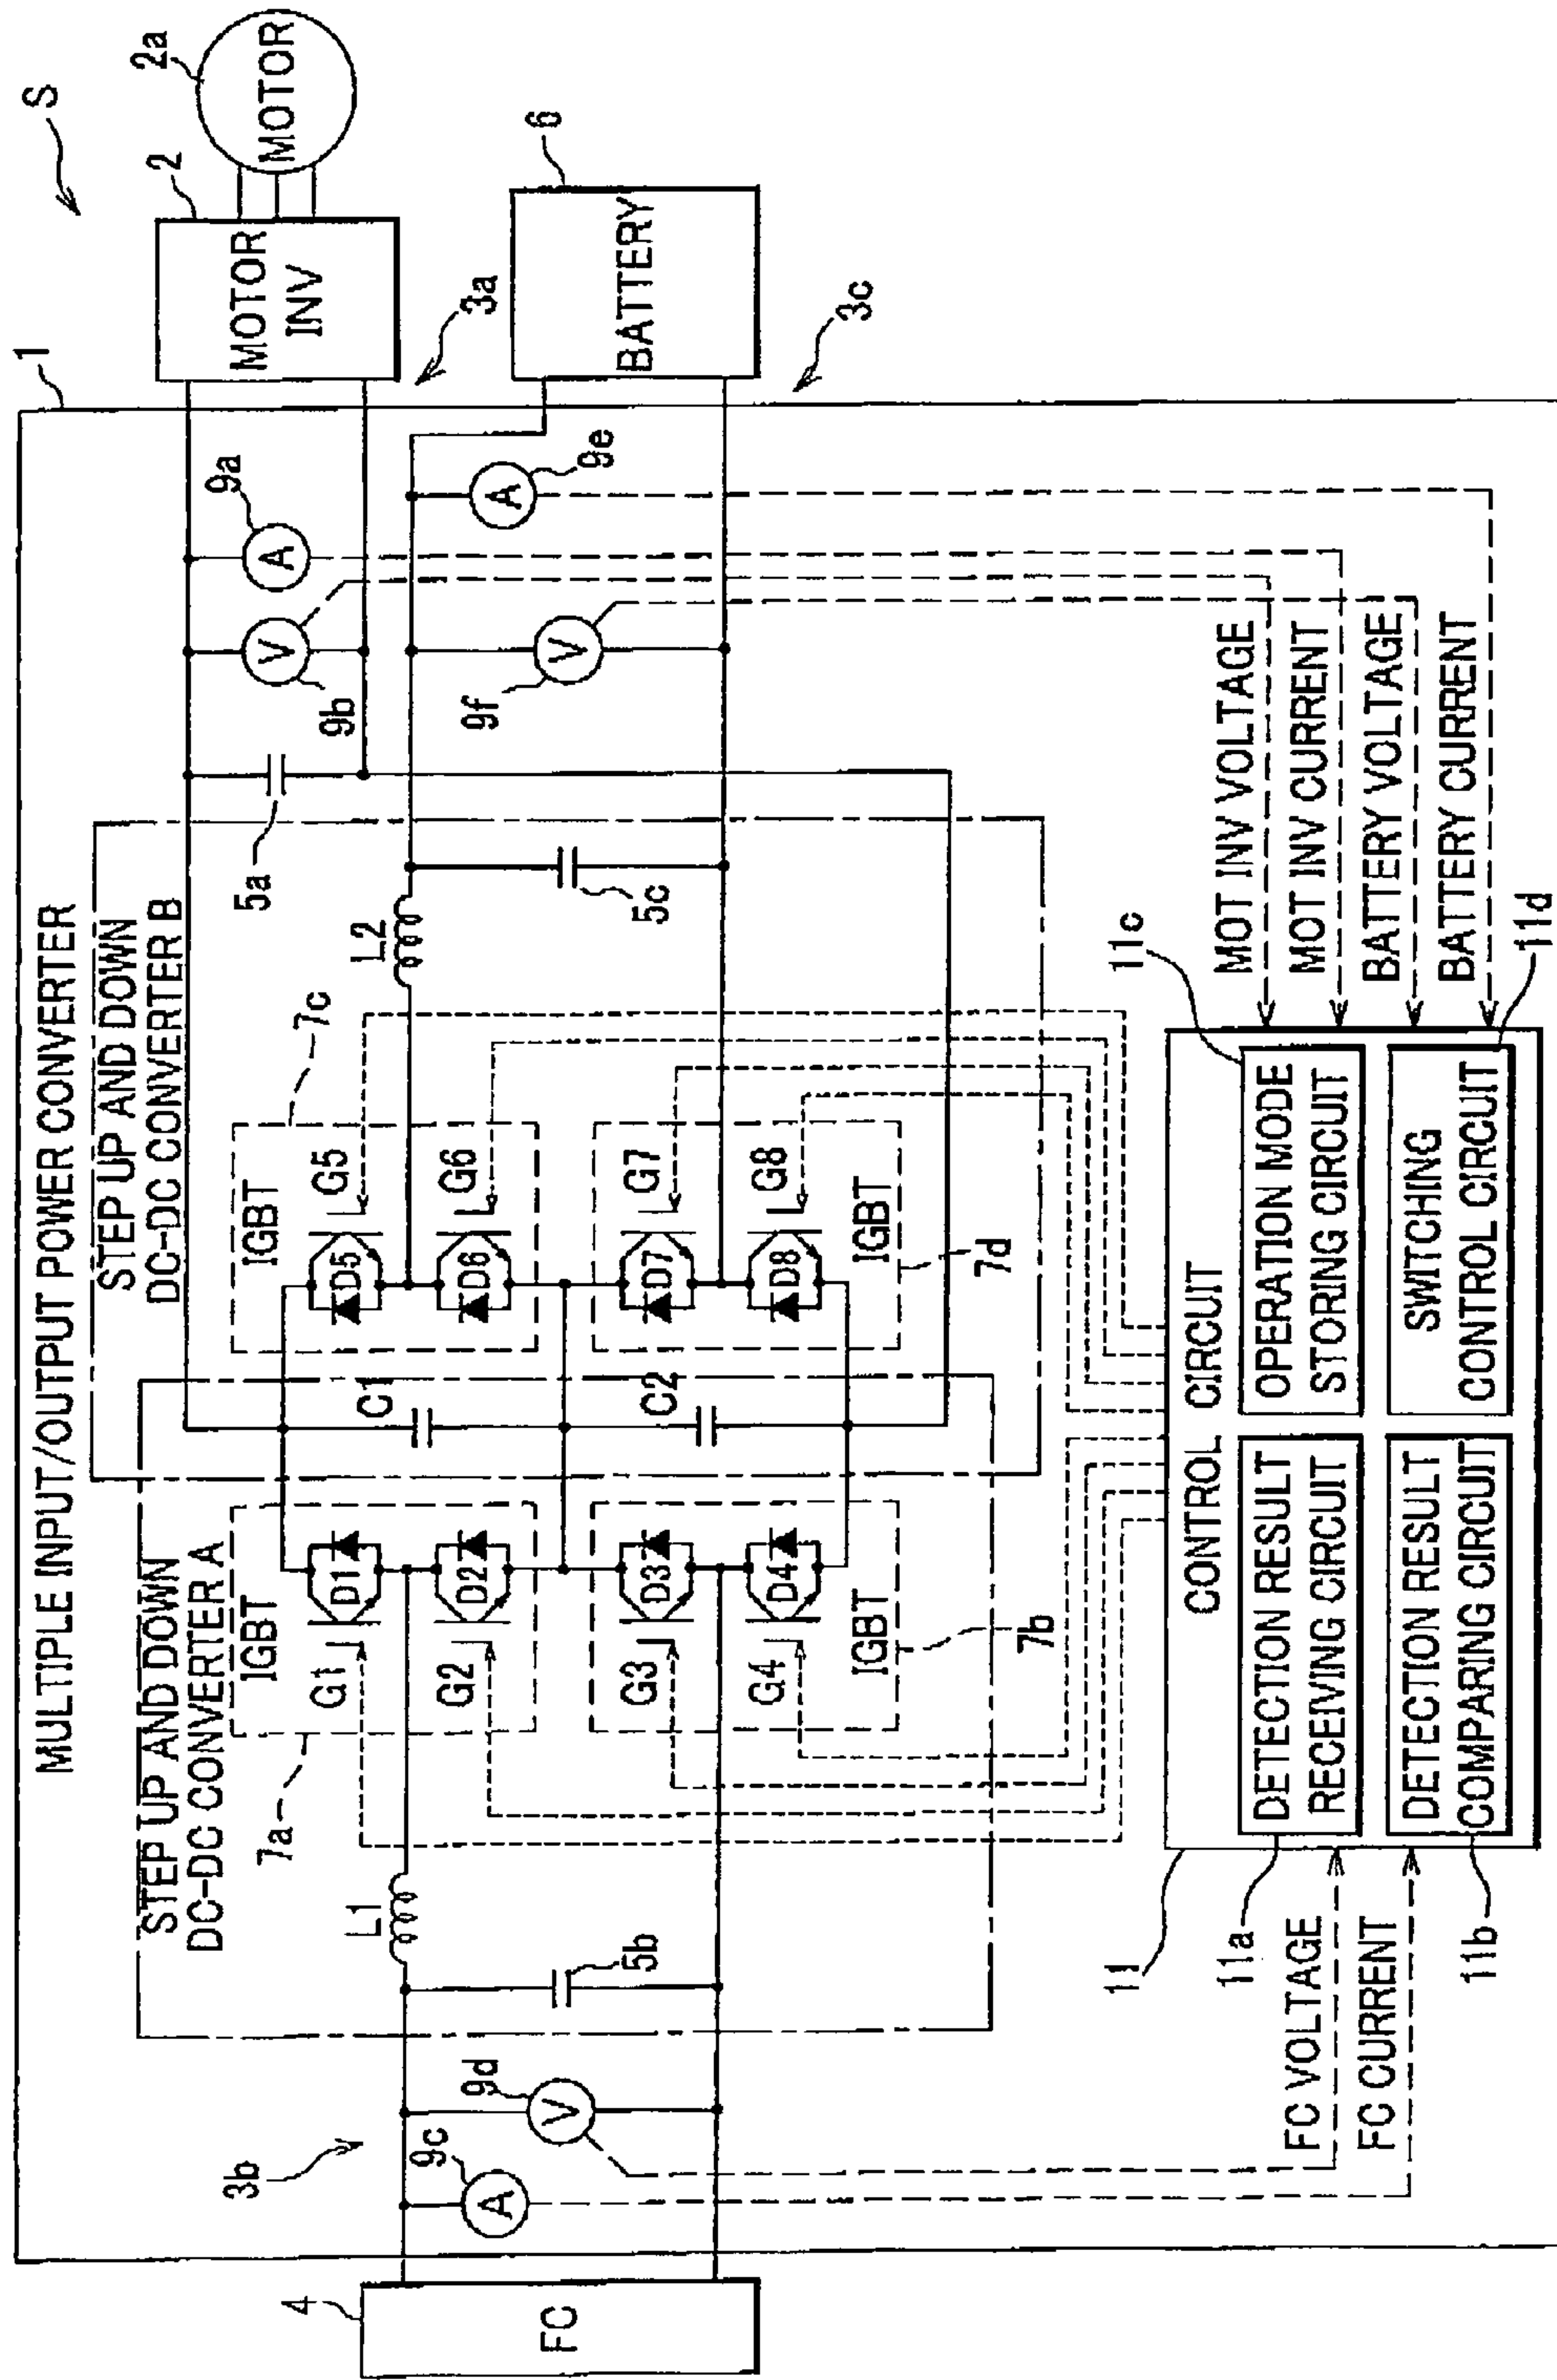 S
1
MULTIPLE INPUT/OUTPUT POWER CONVERTER
STEP UP AND DOWN
DC-DC CONVERTER A
STEP UP AND DOWN
DC-DC CONVERTER B
2
MOTOR
INV
2a
MOTOR
3a
6
BATTERY
3c
3b
4
FC
9c
A
9d
V
5b
L1
7a
IGBT
G1
D1
G2
D2
G3
D3
G4
D4
IGBT
7b
C1
C2
7c
IGBT
G5
D5
G6
D6
G7
D7
G8
D8
IGBT
7d
L2
5a
5c
9b
V
9a
A
9f
V
9e
A
FC VOLTAGE
FC CURRENT
11
CONTROL CIRCUIT
11a
DETECTION RESULT
RECEIVING CIRCUIT
11b
DETECTION RESULT
COMPARING CIRCUIT
11c
OPERATION MODE
STORING CIRCUIT
11d
SWITCHING
CONTROL CIRCUIT
MOT INV VOLTAGE
MOT INV CURRENT
BATTERY VOLTAGE
BATTERY CURRENT